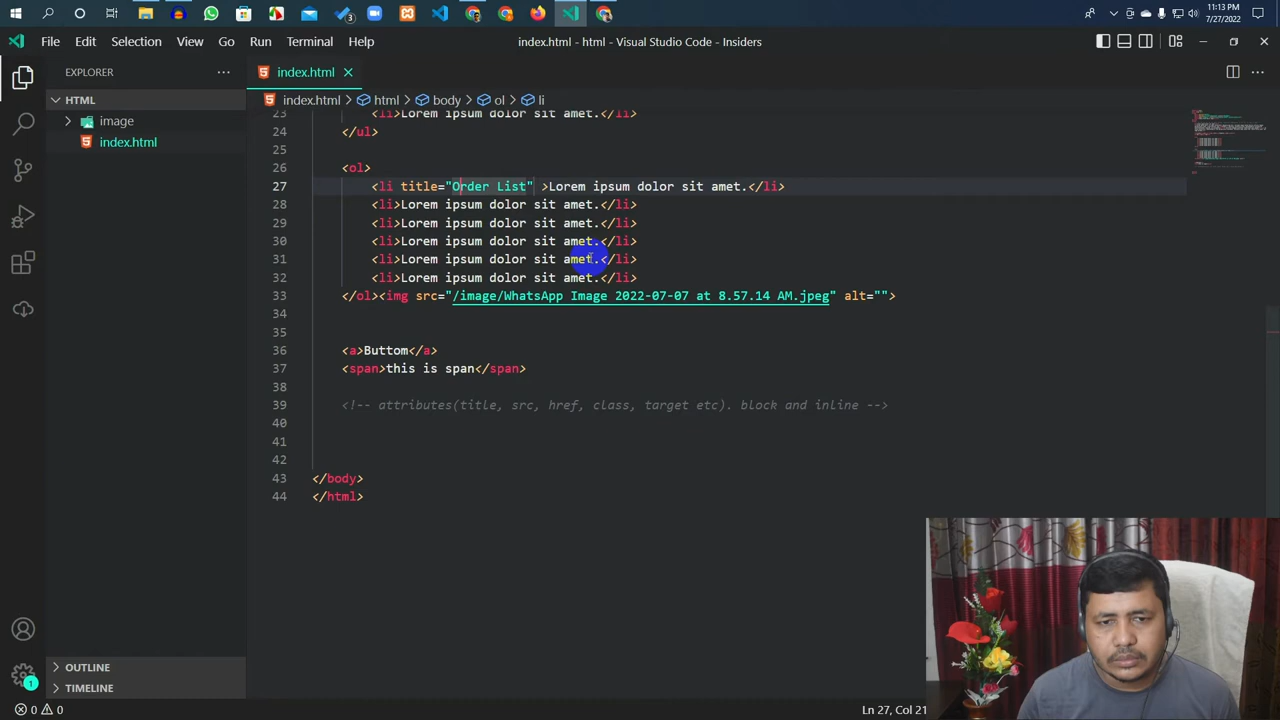 3
11:13 PM
7/27/2022
File Edit Selection View Go Run Terminal Help
index.html - html - Visual Studio Code - Insiders
EXPLORER
index.html
HTML
index.html > html > body > ol > li
image
index.html
23 <li>Lorem ipsum dolor sit amet.</li>
24 </ul>
25
26 <ol>
27 <li title="Order List" >Lorem ipsum dolor sit amet.</li>
28 <li>Lorem ipsum dolor sit amet.</li>
29 <li>Lorem ipsum dolor sit amet.</li>
30 <li>Lorem ipsum dolor sit amet.</li>
31 <li>Lorem ipsum dolor sit amet.</li>
32 <li>Lorem ipsum dolor sit amet.</li>
33 </ol><img src="/image/WhatsApp Image 2022-07-07 at 8.57.14 AM.jpeg" alt="">
34
35
36 <a>Buttom</a>
37 <span>this is span</span>
38
39 <!-- attributes(title, src, href, class, target etc). block and inline -->
40
41
42
43 </body>
44 </html>
OUTLINE
1
TIMELINE
0 0
Ln 27, Col 21